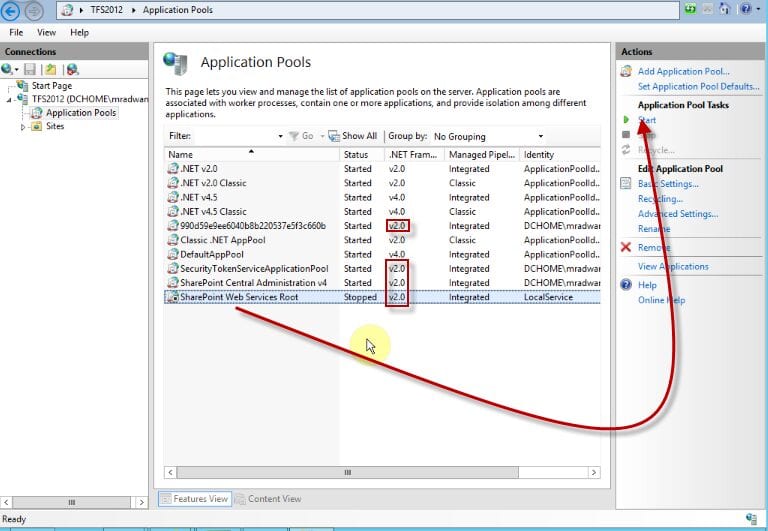 TFS2012 ▸ Application Pools
File View Help
Connections
Start Page
TFS2012 (DCHOME\mradwan
Application Pools
Sites
Application Pools
This page lets you view and manage the list of application pools on the server. Application pools are
associated with worker processes, contain one or more applications, and provide isolation among different
applications.
Filter: Go Show All Group by: No Grouping
Name Status .NET Fram... Managed Pipel... Identity
.NET v2.0 Started v2.0 Integrated ApplicationPoolId...
.NET v2.0 Classic Started v2.0 Classic ApplicationPoolId...
.NET v4.5 Started v4.0 Integrated ApplicationPoolId...
.NET v4.5 Classic Started v4.0 Classic ApplicationPoolId...
990d59e9ee6040b8b220537e5f3c660b Started v2.0 Integrated DCHOME\mradwan
Classic .NET AppPool Started v2.0 Classic ApplicationPoolId...
DefaultAppPool Started v4.0 Integrated ApplicationPoolId...
SecurityTokenServiceApplicationPool Started v2.0 Integrated DCHOME\mradwan
SharePoint Central Administration v4 Started v2.0 Integrated DCHOME\mradwan
SharePoint Web Services Root Stopped v2.0 Integrated LocalService
Features View Content View
Actions
Add Application Pool...
Set Application Pool Defaults...
Application Pool Tasks
Start
Stop
Recycle...
Edit Application Pool
Basic Settings...
Recycling...
Advanced Settings...
Rename
Remove
View Applications
Help
Online Help
Ready